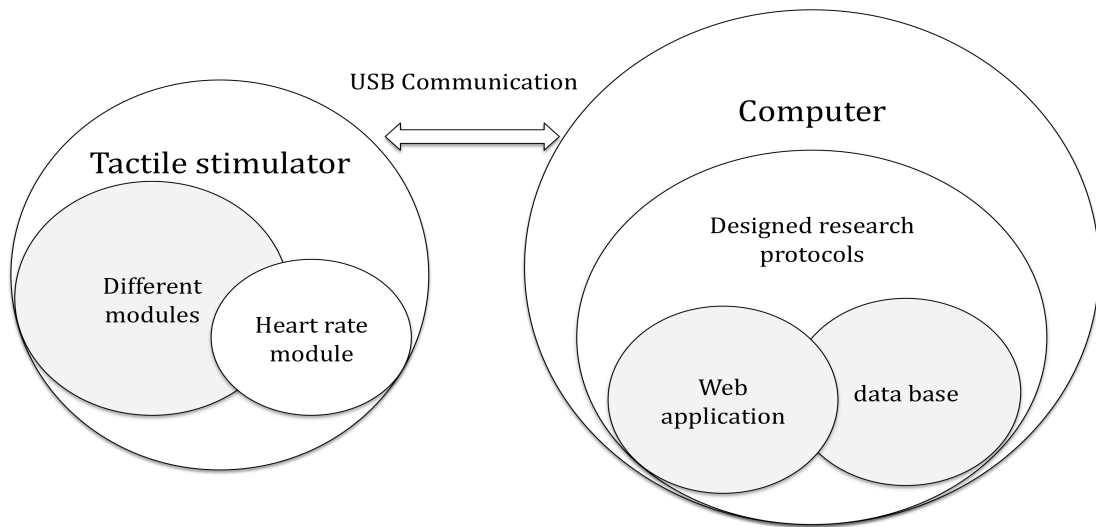 USB Communication
Computer
Tactile stimulator
Designed research
protocols
Different
modules
Heart rate
module
Web
application
data base